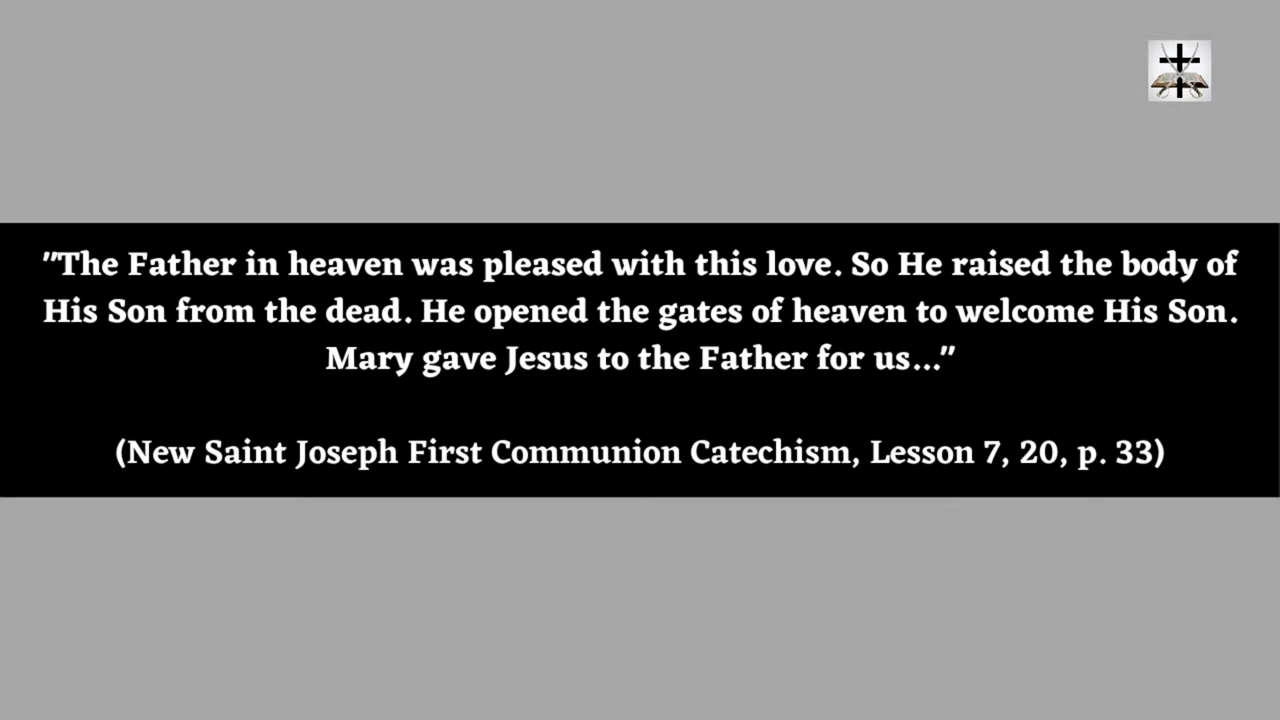 "The Father in heaven was pleased with this love. So He raised the body of
His Son from the dead. He opened the gates of heaven to welcome His Son.
Mary gave Jesus to the Father for us..."
(New Saint Joseph First Communion Catechism, Lesson 7, 20, p. 33)